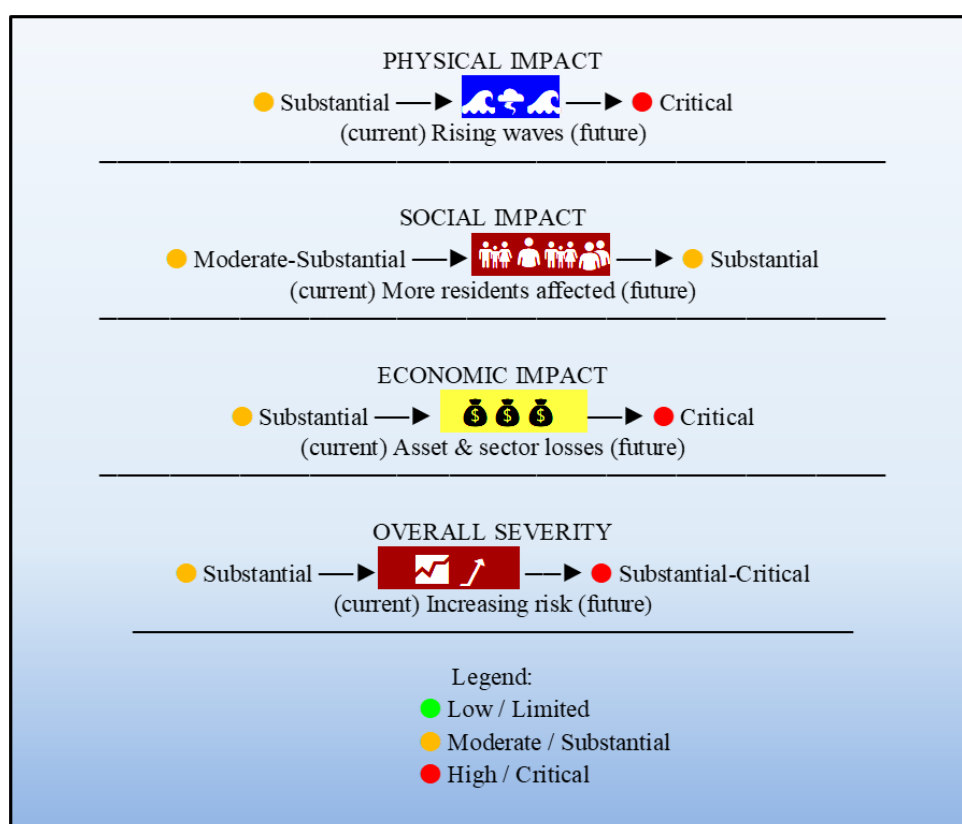 PHYSICAL IMPACT
Substantial Critical
(current) Rising waves (future)
SOCIAL IMPACT
Moderate-Substantial Substantial
(current) More residents affected (future)
ECONOMIC IMPACT
Substantial $ $ $ Critical
(current) Asset & sector losses (future)
OVERALL SEVERITY
Substantial Substantial-Critical
(current) Increasing risk (future)
Legend:
Low / Limited
Moderate / Substantial
High / Critical